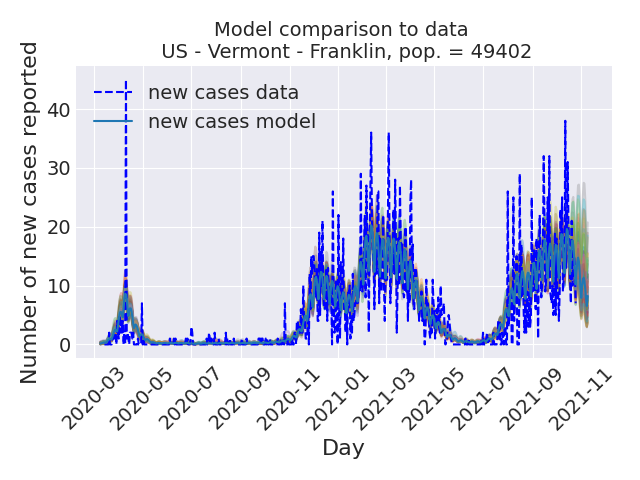 Model comparison to data
US - Vermont - Franklin, pop. = 49402
new cases data
new cases model
Number of new cases reported
40
30
20
10
0
2020-03
2020-05
2020-07
2020-09
2020-11
2021-01
2021-03
2021-05
2021-07
2021-09
2021-11
Day